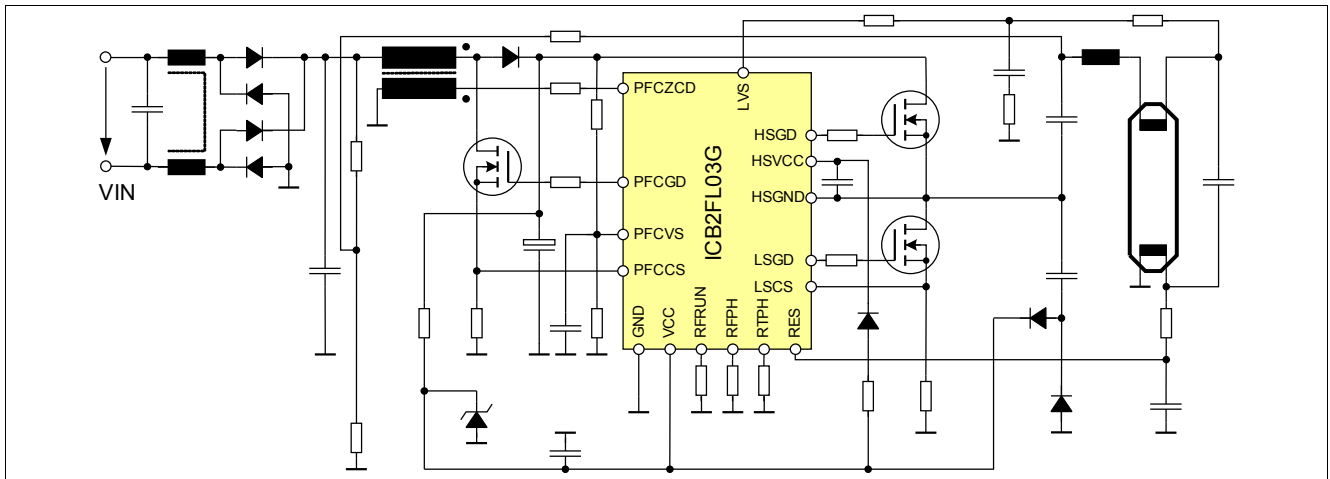 VIN
PFCZCD
PFCGD
PFCVS
PFCCS
ICB2FL03G
LVS
HSGD
HSVCC
HSGND
LSGD
LSCS
GND
VCC
RFRUN
RFPH
RTPH
RES